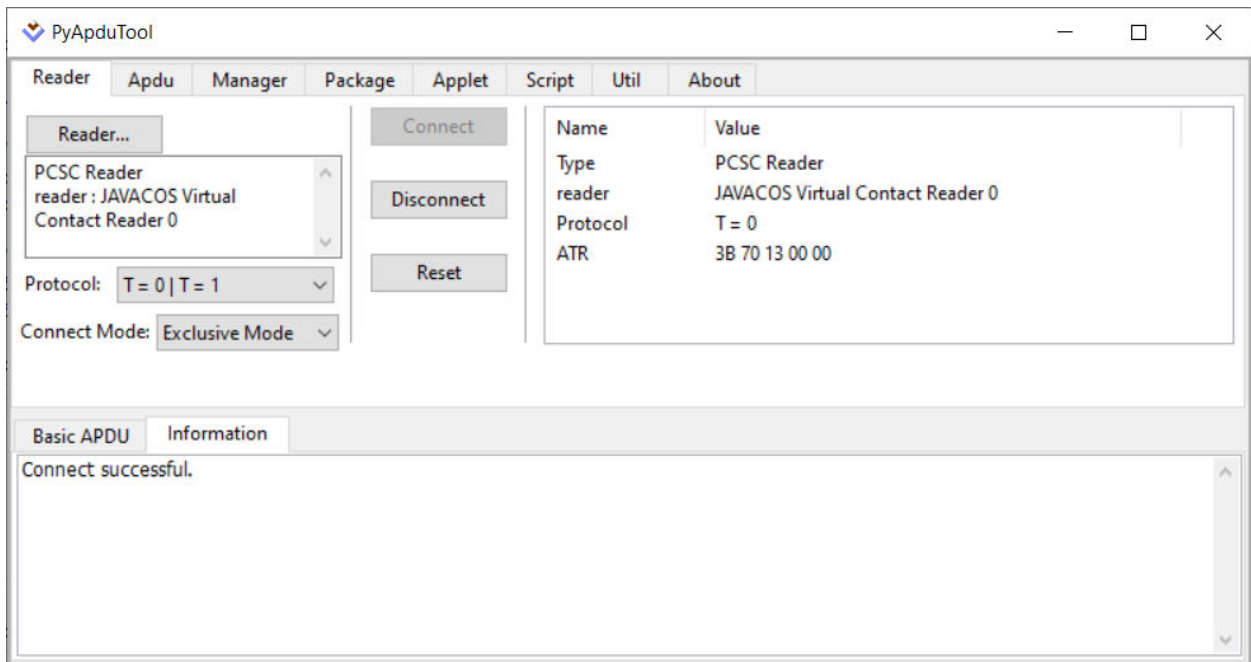 PyApduTool
Reader Apdu Manager Package Applet Script Util About
Reader...
PCSC Reader
reader : JAVACOS Virtual
Contact Reader 0
Protocol: T = 0 | T = 1
Connect Mode: Exclusive Mode
Connect
Disconnect
Reset
Name Value
Type PCSC Reader
reader JAVACOS Virtual Contact Reader 0
Protocol T = 0
ATR 3B 70 13 00 00
Basic APDU Information
Connect successful.